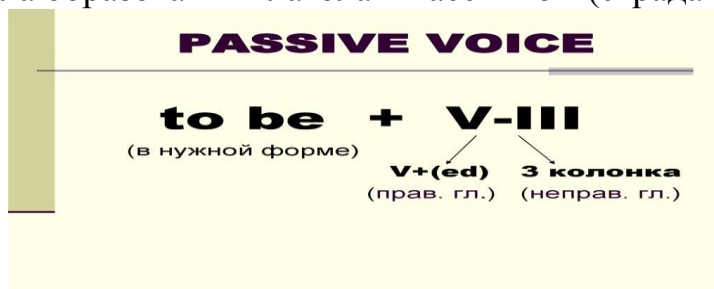 PASSIVE VOICE
to be + V-III
(в нужной форме)
V+(ed) 3 колонка
(прав. гл.) (неправ. гл.)